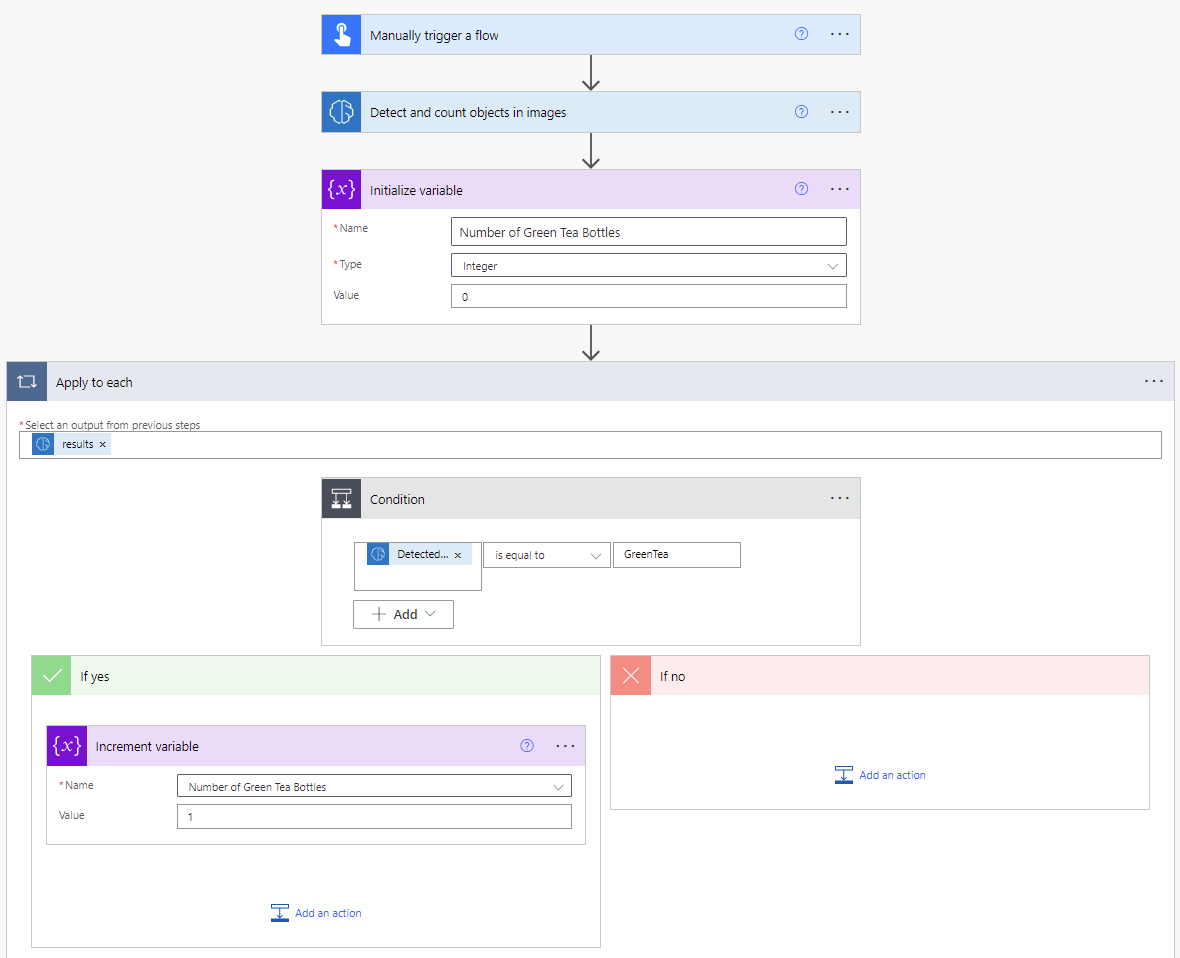 Manually trigger a flow
Detect and count objects in images
{x} Initialize variable
*Name Number of Green Tea Bottles
*Type Integer
Value 0
Apply to each
*Select an output from previous steps
results ×
Condition
Detected... × is equal to GreenTea
+ Add
If yes
If no
{x} Increment variable
*Name Number of Green Tea Bottles
Value 1
Add an action
Add an action